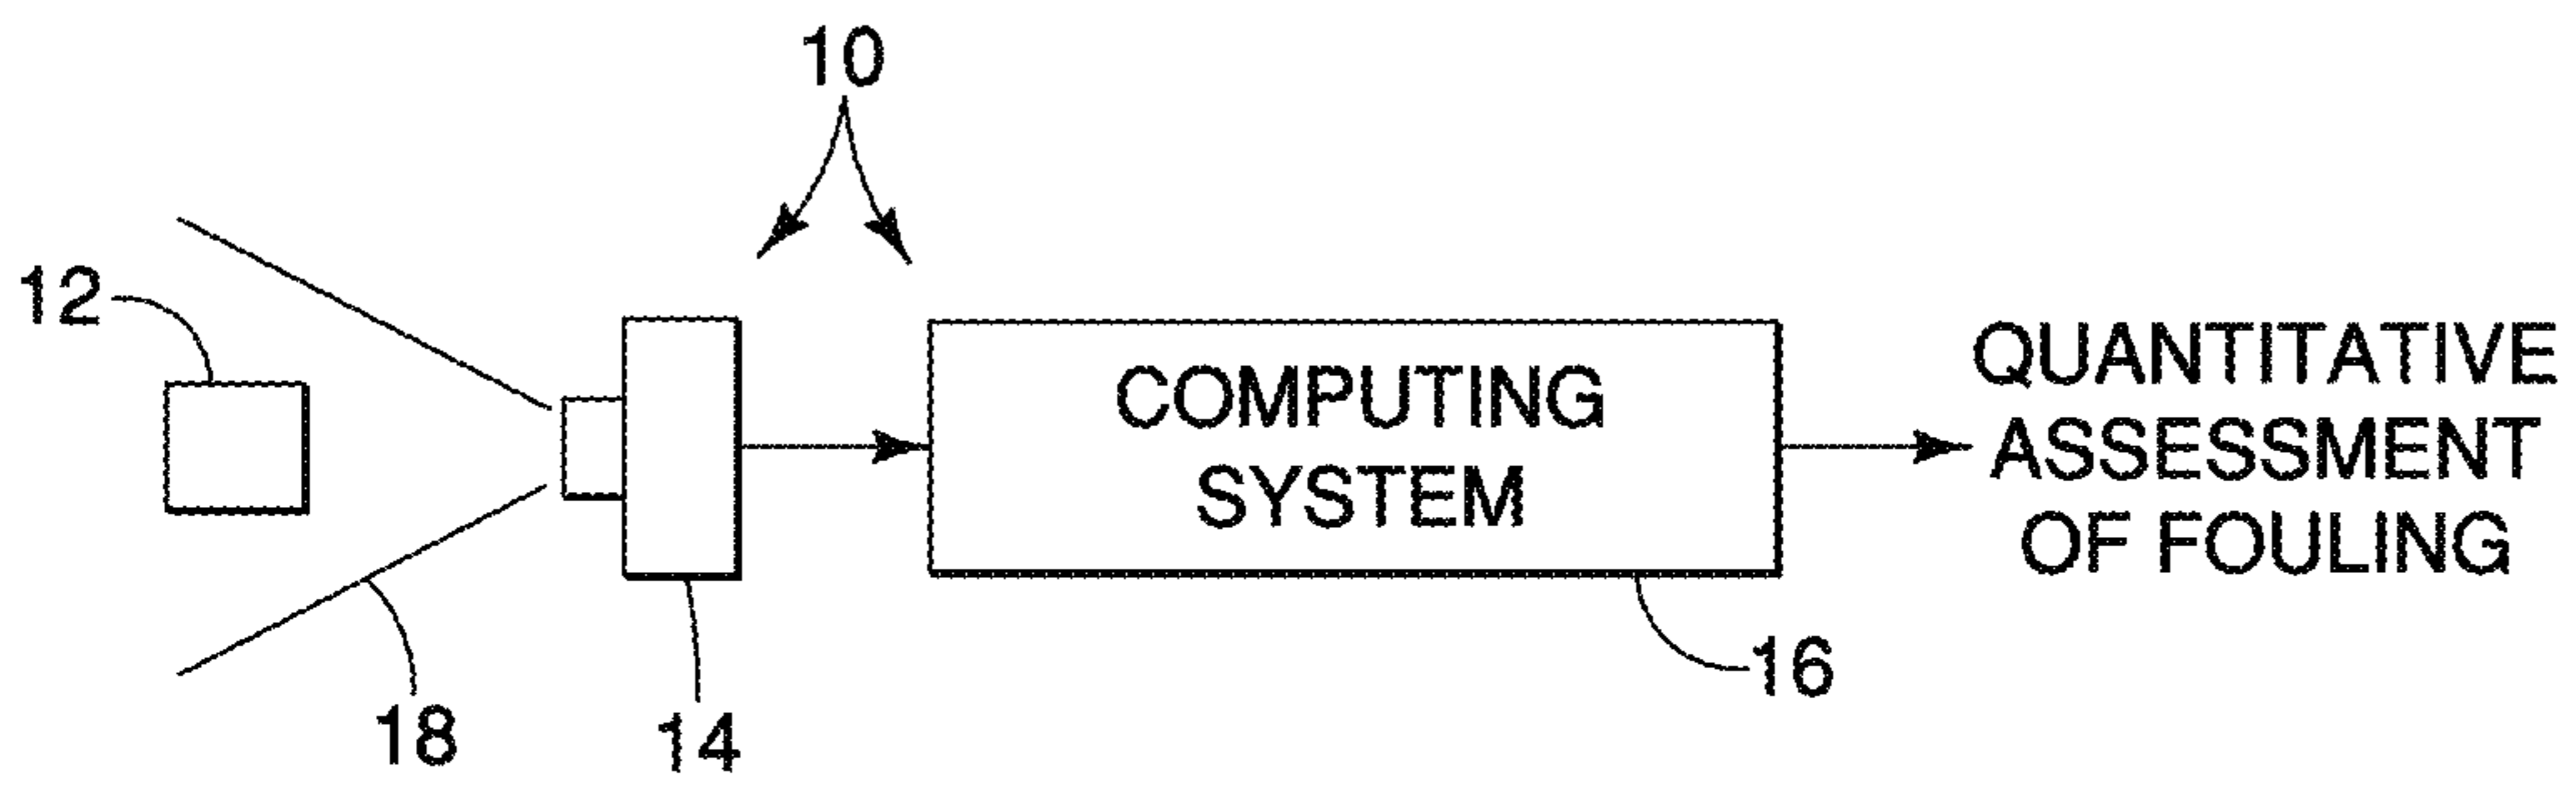 10
12
COMPUTING
SYSTEM
QUANTITATIVE
ASSESSMENT
OF FOULING
16
18
14